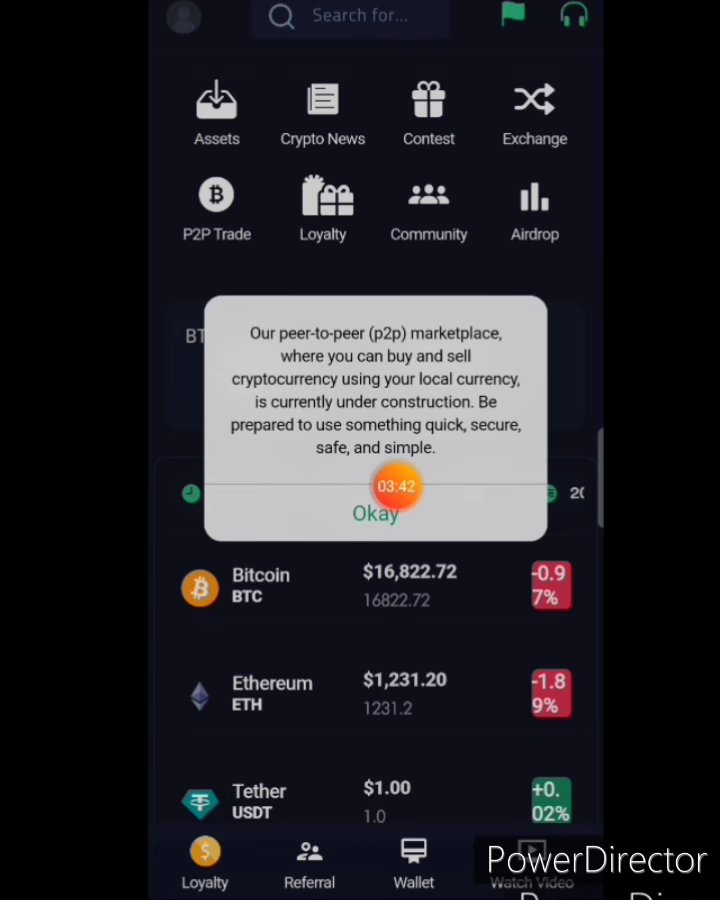 Search for...
Assets
Crypto News
Contest
Exchange
P2P Trade
Loyalty
Community
Airdrop
Our peer-to-peer (p2p) marketplace,
where you can buy and sell
cryptocurrency using your local currency,
is currently under construction. Be
prepared to use something quick, secure,
safe, and simple.
03:42
Okay
Bitcoin
BTC
$16,822.72
16822.72
-0.9
7%
Ethereum
ETH
$1,231.20
1231.2
-1.8
9%
Tether
USDT
$1.00
1.0
+0.
02%
Loyalty
Referral
Wallet
Watch Video
PowerDirector